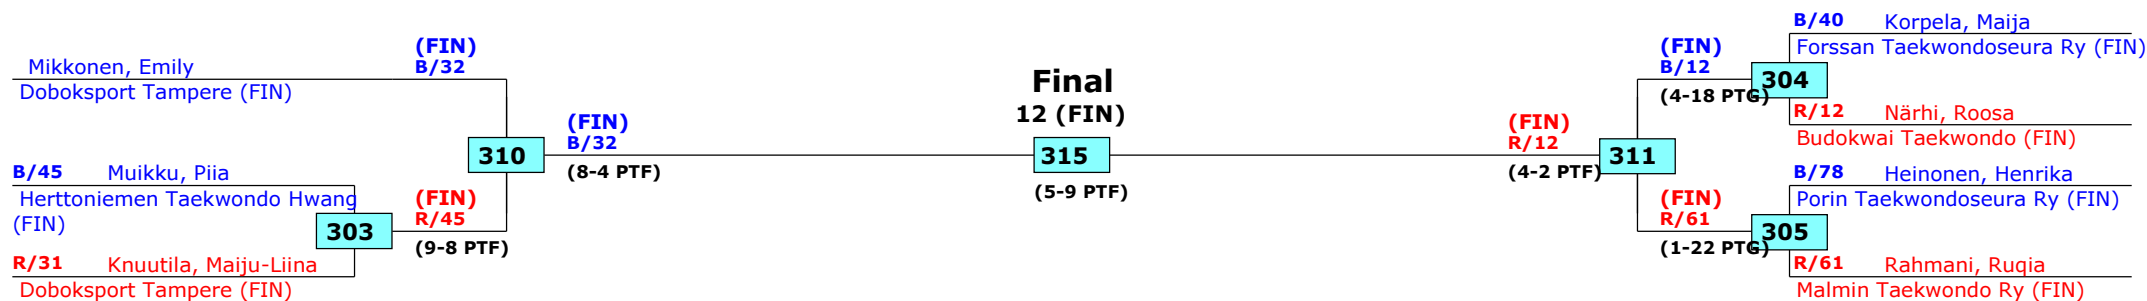 Mikkonen, Emily
Doboksport Tampere (FIN)
B/45 Muikku, Piia
Herttoniemen Taekwondo Hwang
(FIN)
R/31 Knuutila, Maiju-Liina
Doboksport Tampere (FIN)
303
(FIN)
B/32
(FIN)
R/45
(9-8 PTF)
310
(FIN)
B/32
(8-4 PTF)
Final
12 (FIN)
315
(5-9 PTF)
(FIN)
R/12
(4-2 PTF)
311
(FIN)
B/12
(4-18 PTG)
(FIN)
R/61
(1-22 PTG)
304
305
B/40 Korpela, Maija
Forssan Taekwondoseura Ry (FIN)
R/12 Närhi, Roosa
Budokwai Taekwondo (FIN)
B/78 Heinonen, Henrika
Porin Taekwondoseura Ry (FIN)
R/61 Rahmani, Ruqia
Malmin Taekwondo Ry (FIN)